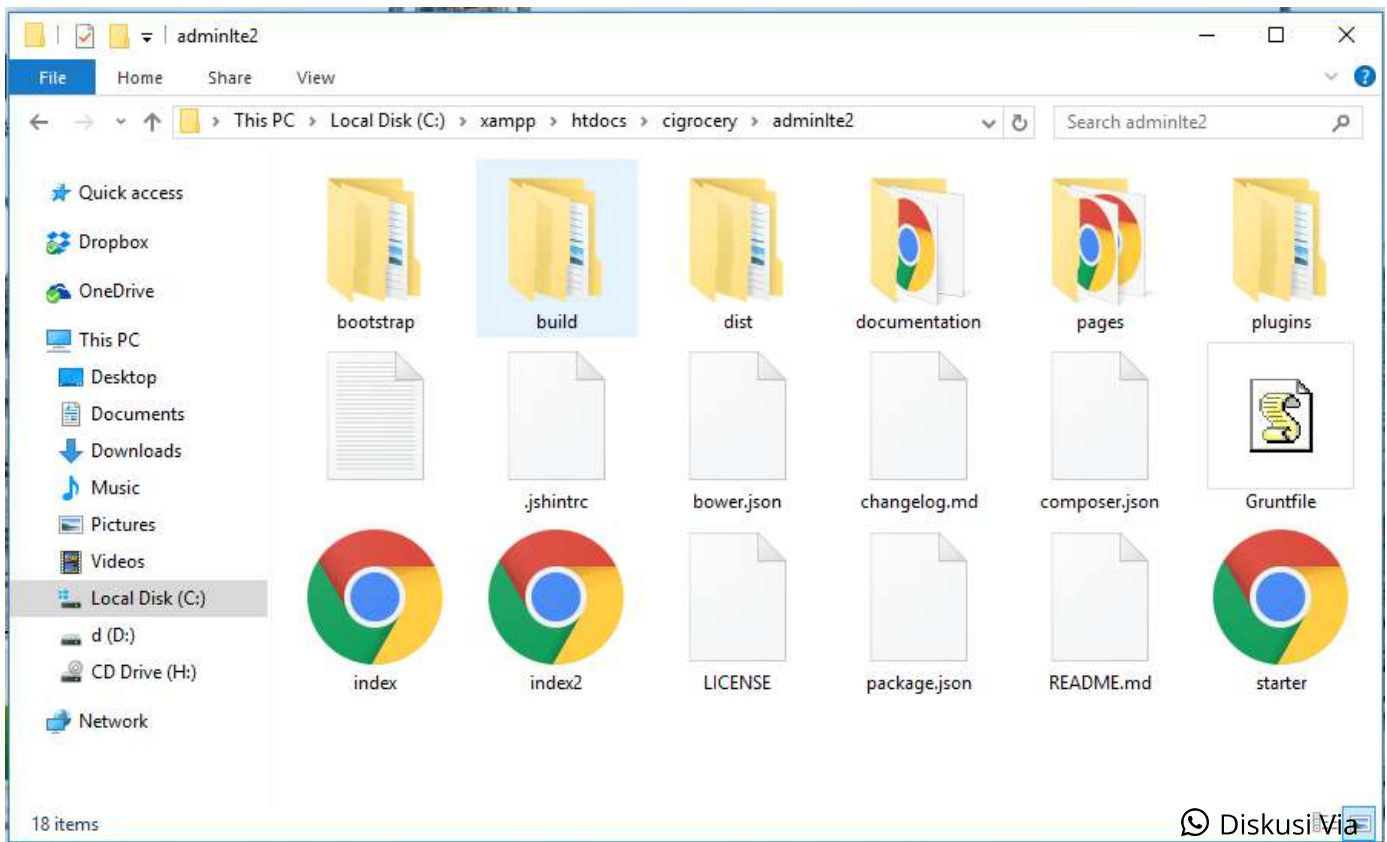 adminlte2
File Home Share View
This PC > Local Disk (C:) > xampp > htdocs > cigrocery > adminlte2
Search adminlte2
Quick access
Dropbox
OneDrive
This PC
Desktop
Documents
Downloads
Music
Pictures
Videos
Local Disk (C:)
d (D:)
CD Drive (H:)
Network
bootstrap build dist documentation pages plugins
.jshintrc bower.json changelog.md composer.json Gruntfile
index index2 LICENSE package.json README.md starter
18 items
Diskusi Via